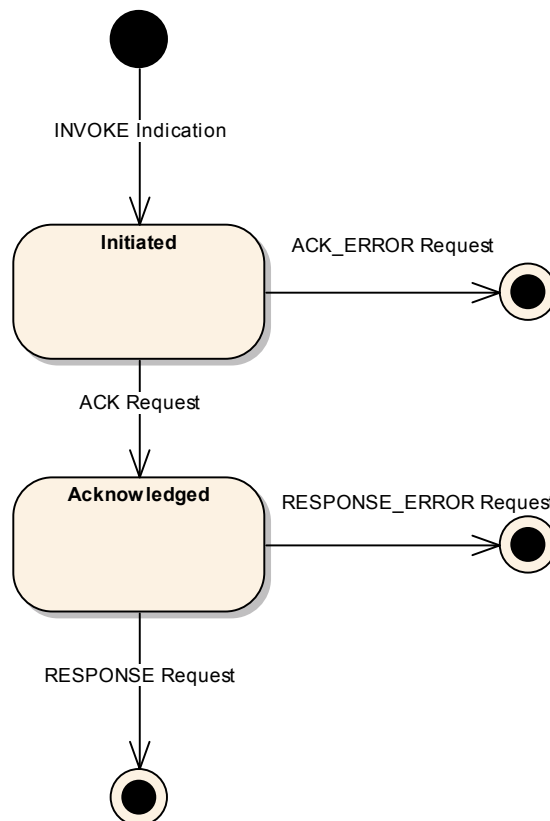 INVOKE Indication
Initiated
ACK_ERROR Request
ACK Request
Acknowledged
RESPONSE_ERROR Request
RESPONSE Request